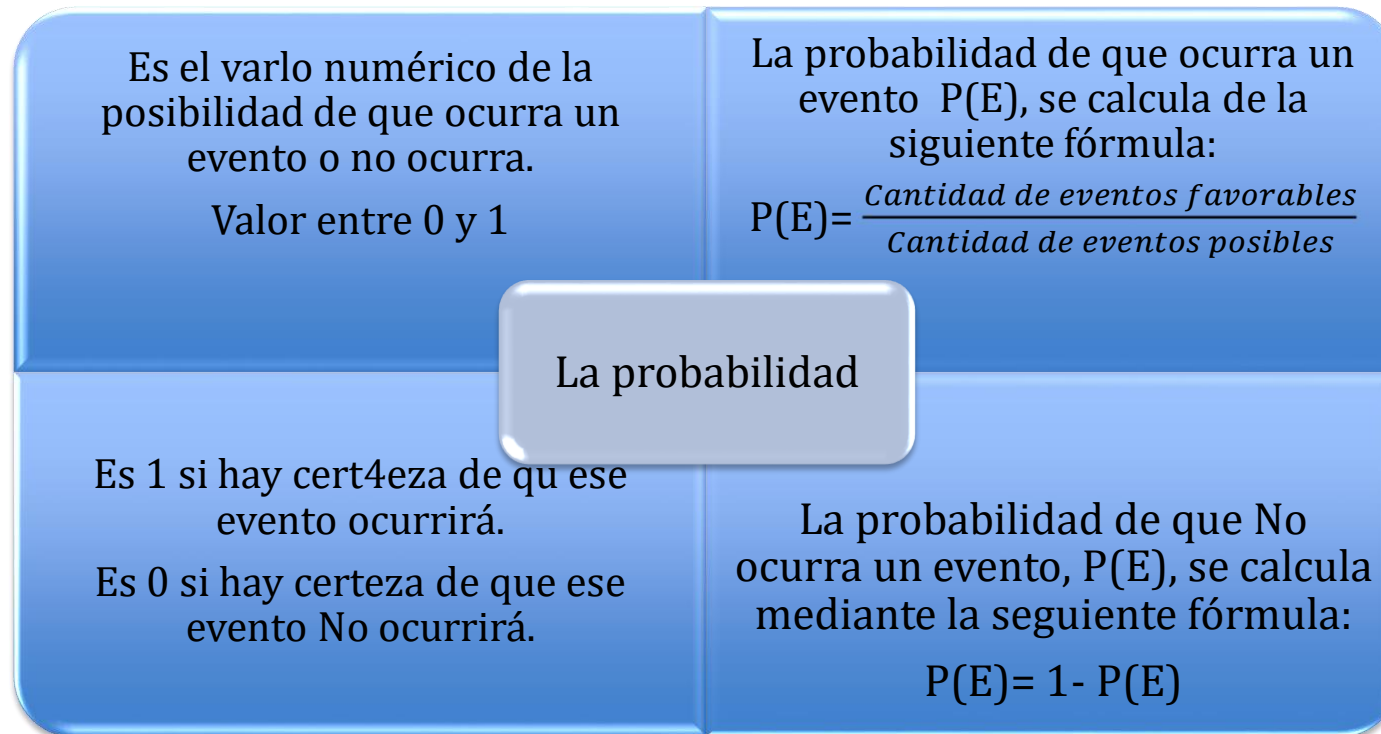 Es el varlo numérico de la
posibilidad de que ocurra un
evento o no ocurra.
Valor entre 0 y 1
La probabilidad de que ocurra un
evento P(E), se calcula de la
siguiente fórmula:
P(E)= Cantidad de eventos favorables
Cantidad de eventos posibles
La probabilidad
Es 1 si hay cert4eza de qu ese
evento ocurrirá.
Es 0 si hay certeza de que ese
evento No ocurrirá.
La probabilidad de que No
ocurra un evento, P(E), se calcula
mediante la seguiente fórmula:
P(E)= 1- P(E)